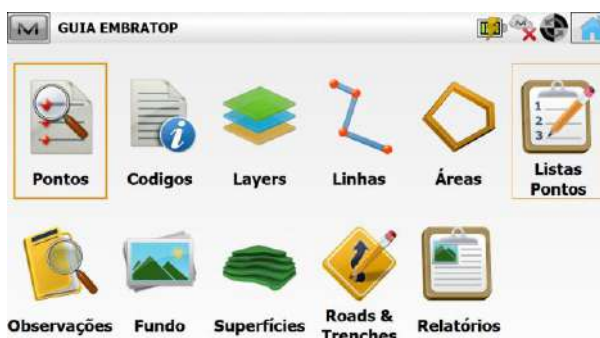 GUIA EMBRATOP
Pontos
Codigos
Layers
Linhas
Áreas
Listas
Pontos
Observações
Fundo
Superfícies
Roads &
Trenches
Relatórios